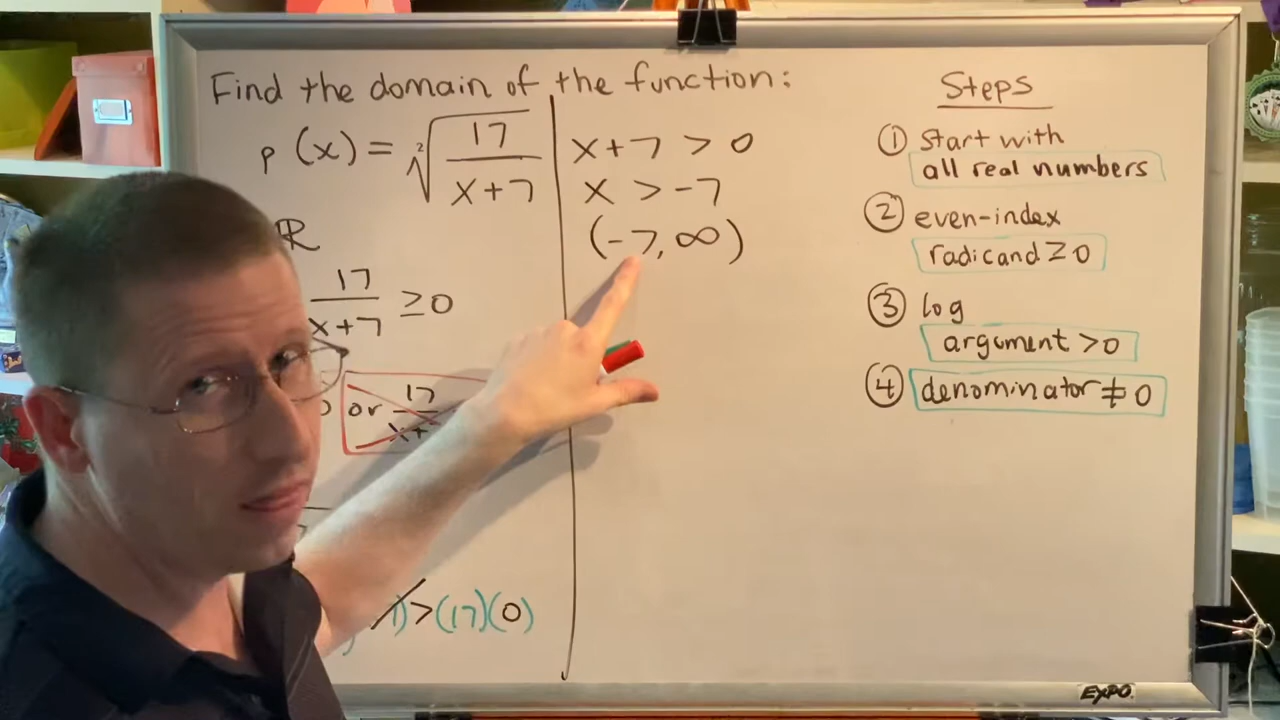 Find the domain of the function:
p(x) = ²√(17/(x+7))
ℝ
17/(x+7) ≥ 0
or 17/
(17)(0)
x+7 > 0
x > -7
(-7, ∞)
Steps
① Start with
all real numbers
② even-index
radicand ≥ 0
③ log
argument > 0
④ denominator ≠ 0
EXPO